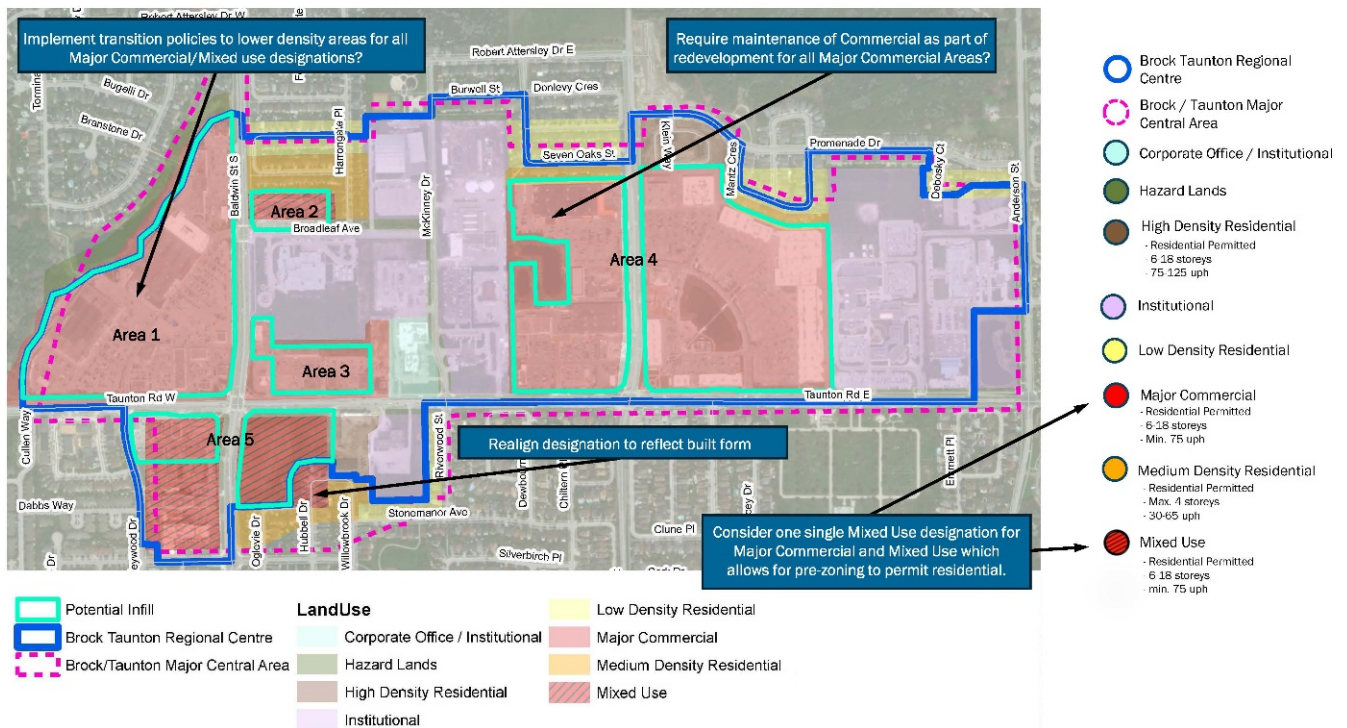 Implement transition policies to lower density areas for all
Major Commercial/Mixed use designations?
Require maintenance of Commercial as part of
redevelopment for all Major Commercial Areas?
Robert Attersley Dr W
Robert Attersley Dr E
Bugelli Dr
Branstone Dr
Harrongate Pl
Burwell St
Donlevy Cres
Seven Oaks St
Klein Way
Mantz Cres
Promenade Dr
Debosky Ct
Anderson St
Baldwin St S
McKinney Dr
Area 2
Broadleaf Ave
Area 4
Area 1
Area 3
Taunton Rd W
Taunton Rd E
Cullen Way
Area 5
Realign designation to reflect built form
Dabbs Way
Stonemanor Ave
Hubbell Dr
Willowbrook Dr
Clune Pl
Silverbirch Pl
Emmett Pl
Consider one single Mixed Use designation for
Major Commercial and Mixed Use which
allows for pre-zoning to permit residential.
Brock Taunton Regional
Centre
Brock / Taunton Major
Central Area
Corporate Office / Institutional
Hazard Lands
High Density Residential
- Residential Permitted
- 6-18 storeys
- 75-125 uph
Institutional
Low Density Residential
Major Commercial
- Residential Permitted
- 6-18 storeys
- Min. 75 uph
Medium Density Residential
- Residential Permitted
- Max. 4 storeys
- 30-65 uph
Mixed Use
- Residential Permitted
- 6-18 storeys
- min. 75 uph
Potential Infill
Brock Taunton Regional Centre
Brock/Taunton Major Central Area
LandUse
Corporate Office / Institutional
Hazard Lands
High Density Residential
Institutional
Low Density Residential
Major Commercial
Medium Density Residential
Mixed Use